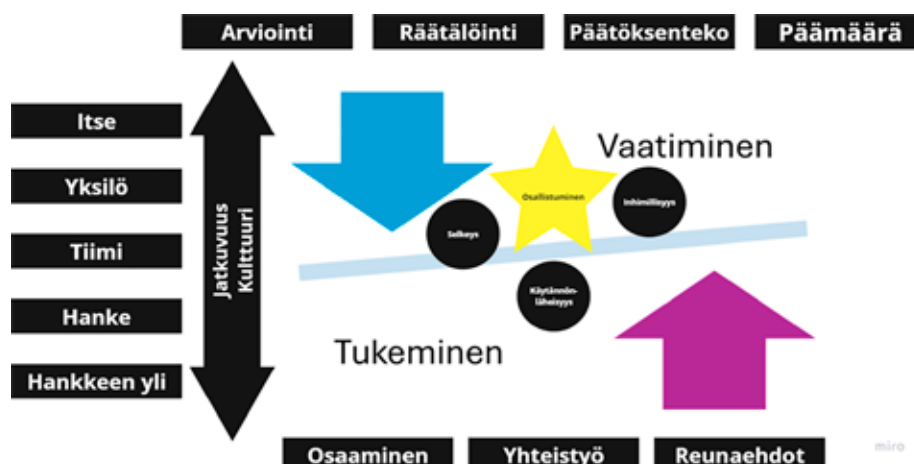 Arviointi
Räätälöinti
Päätöksenteko
Päämäärä
Itse
Yksilö
Tiimi
Hanke
Hankkeen yli
Jatkuvuus
Kulttuuri
Vaatiminen
Osallistuminen
Inhimillisyys
Selkeys
Käytännön-
läheisyys
Tukeminen
Osaaminen
Yhteistyö
Reunaehdot
miro